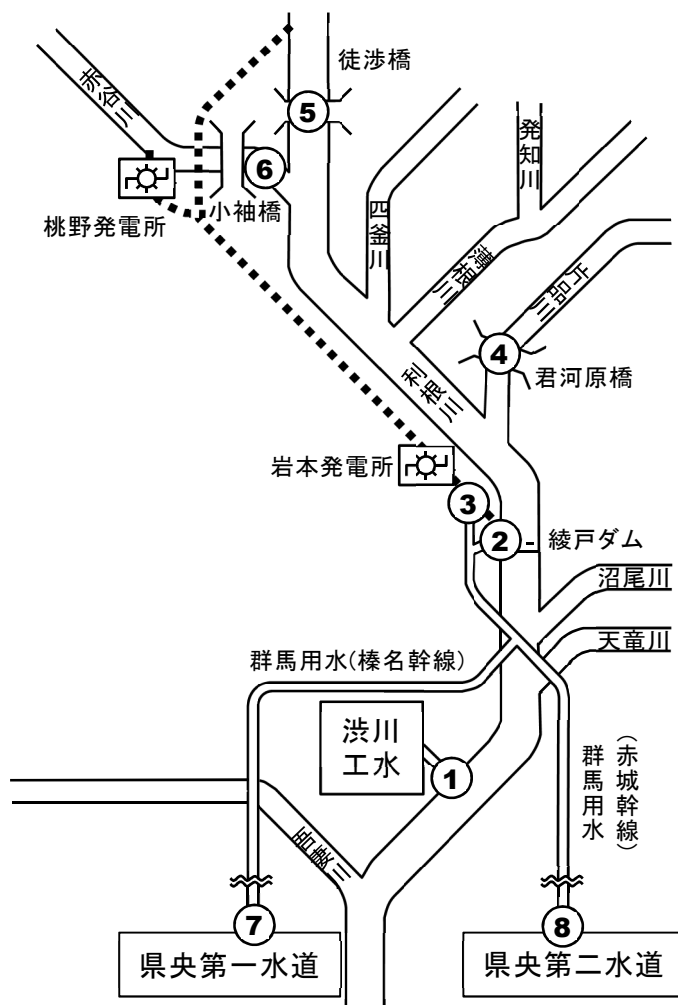 徒渉橋
赤谷川
5
6
発知川
小袖橋
桃野発電所
四釜川
薄根川
片品川
4
君河原橋
利根川
岩本発電所
3
2
綾戸ダム
沼尾川
天竜川
群馬用水(榛名幹線)
渋川
工水
1
群馬用水
(赤城幹線)
吾妻川
7
8
県央第一水道
県央第二水道